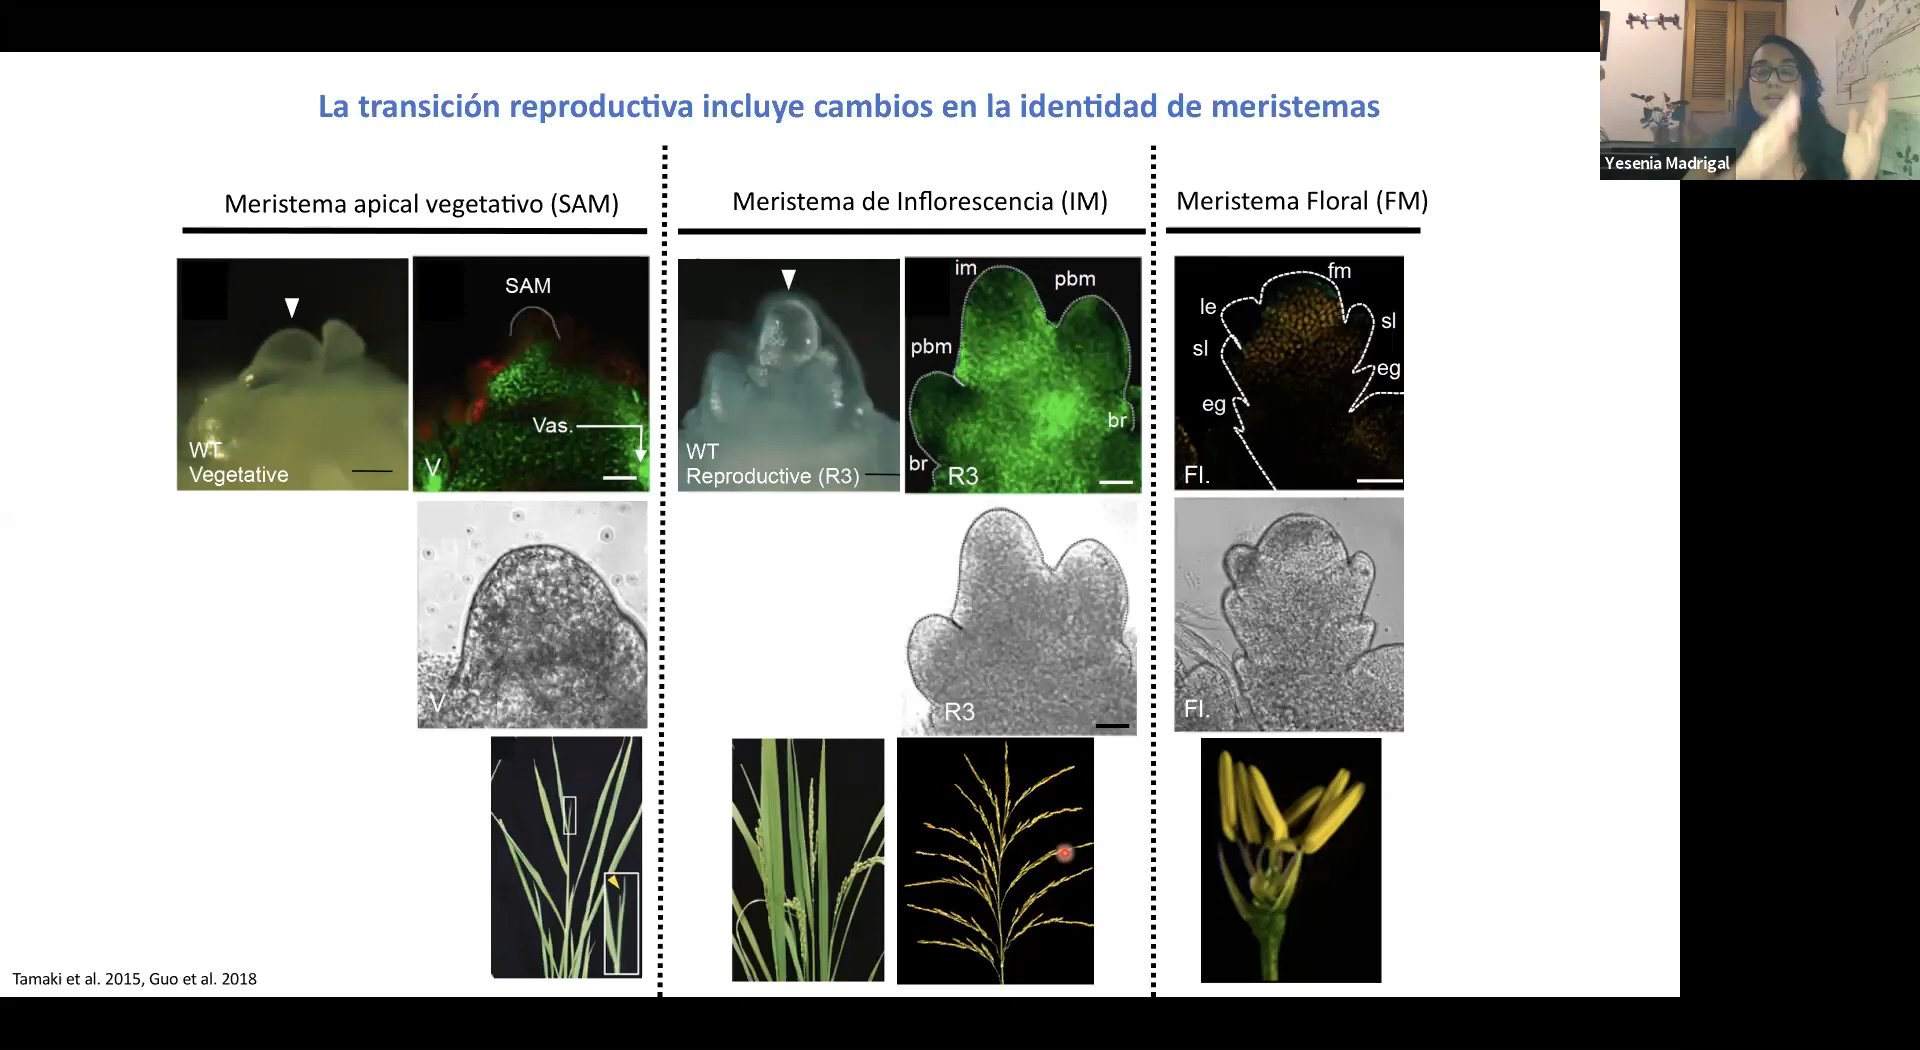 La transición reproductiva incluye cambios en la identidad de meristemas
Yesenia Madrigal
Meristema apical vegetativo (SAM)
Meristema de Inflorescencia (IM)
Meristema Floral (FM)
WT
Vegetative
SAM
Vas.
V
WT
Reproductive (R3)
im
pbm
pbm
br
br
R3
fm
le
sl
sl
eg
eg
Fl.
V
R3
Fl.
Tamaki et al. 2015, Guo et al. 2018